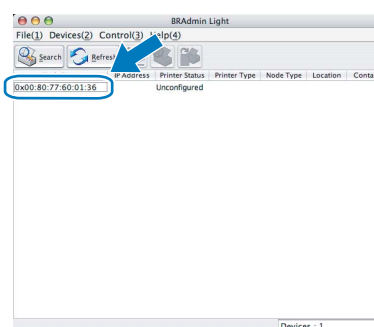 BRAdmin Light
File(1) Devices(2) Control(3) Help(4)
Search Refresh
IP Address Printer Status Printer Type Node Type Location Conta
0x00:80:77:60:01:36 Unconfigured
Devices : 1